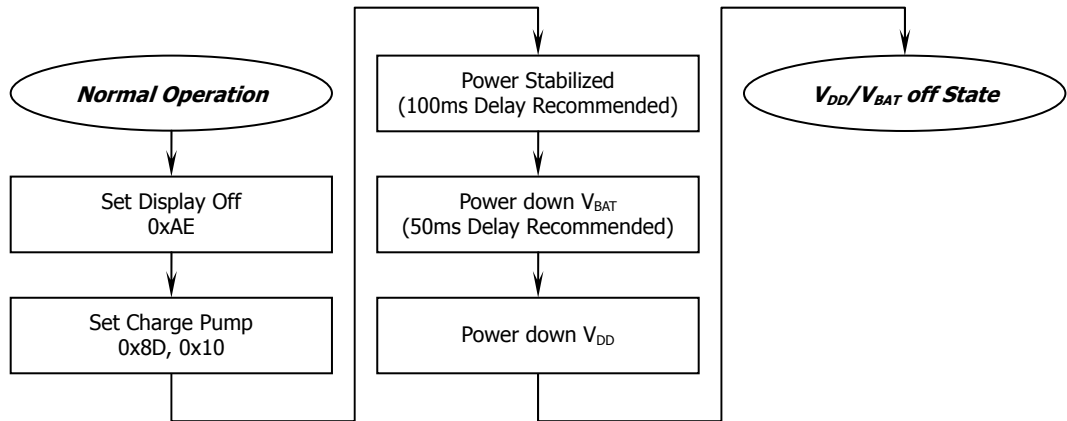 Normal Operation
Set Display Off
0xAE
Set Charge Pump
0x8D, 0x10
Power Stabilized
(100ms Delay Recommended)
Power down VBAT
(50ms Delay Recommended)
Power down VDD
VDD/VBAT off State